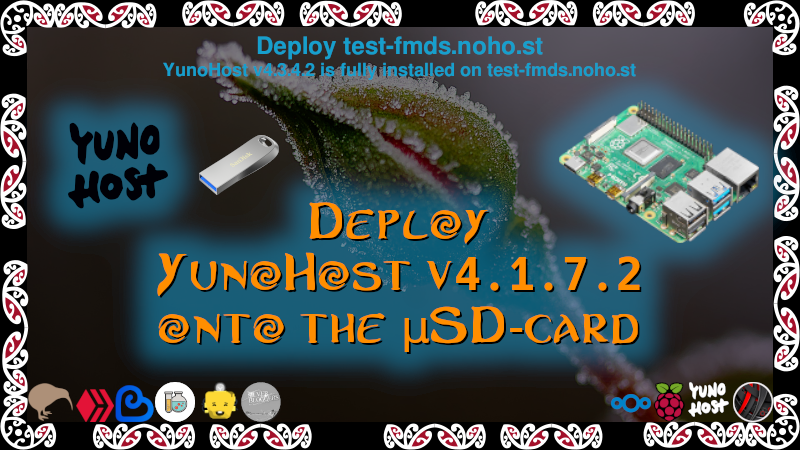 Deploy test-fmds.noho.st
YunoHost v4.3.4.2 is fully installed on test-fmds.noho.st
YUNO
HOST
SanDisk
Deploy
YunoHost v4.1.7.2
onto the µSD-card
YUNO
HOST